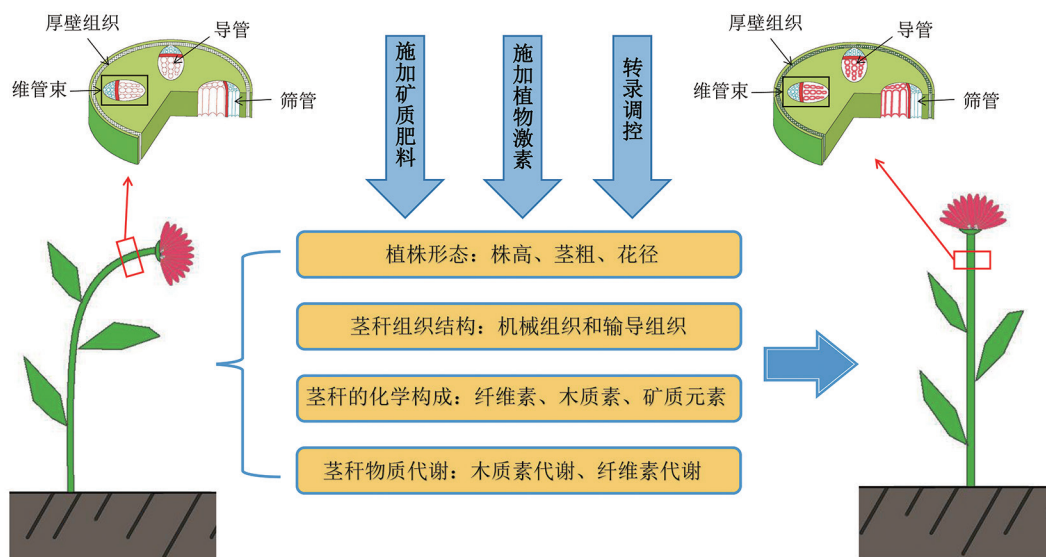 厚壁组织
导管
维管束
筛管
施加矿质肥料
施加植物激素
转录调控
厚壁组织
导管
维管束
筛管
植株形态：株高、茎粗、花径
茎秆组织结构：机械组织和输导组织
茎秆的化学构成：纤维素、木质素、矿质元素
茎秆物质代谢：木质素代谢、纤维素代谢